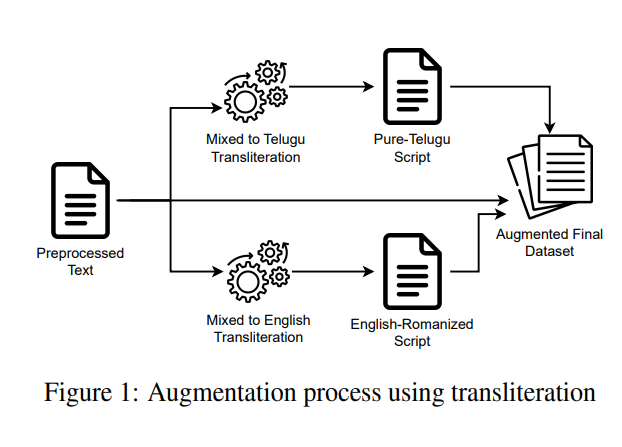 Mixed to Telugu
Transliteration
Pure-Telugu
Script
Preprocessed
Text
Augmented Final
Dataset
Mixed to English
Transliteration
English-Romanized
Script
Figure 1: Augmentation process using transliteration